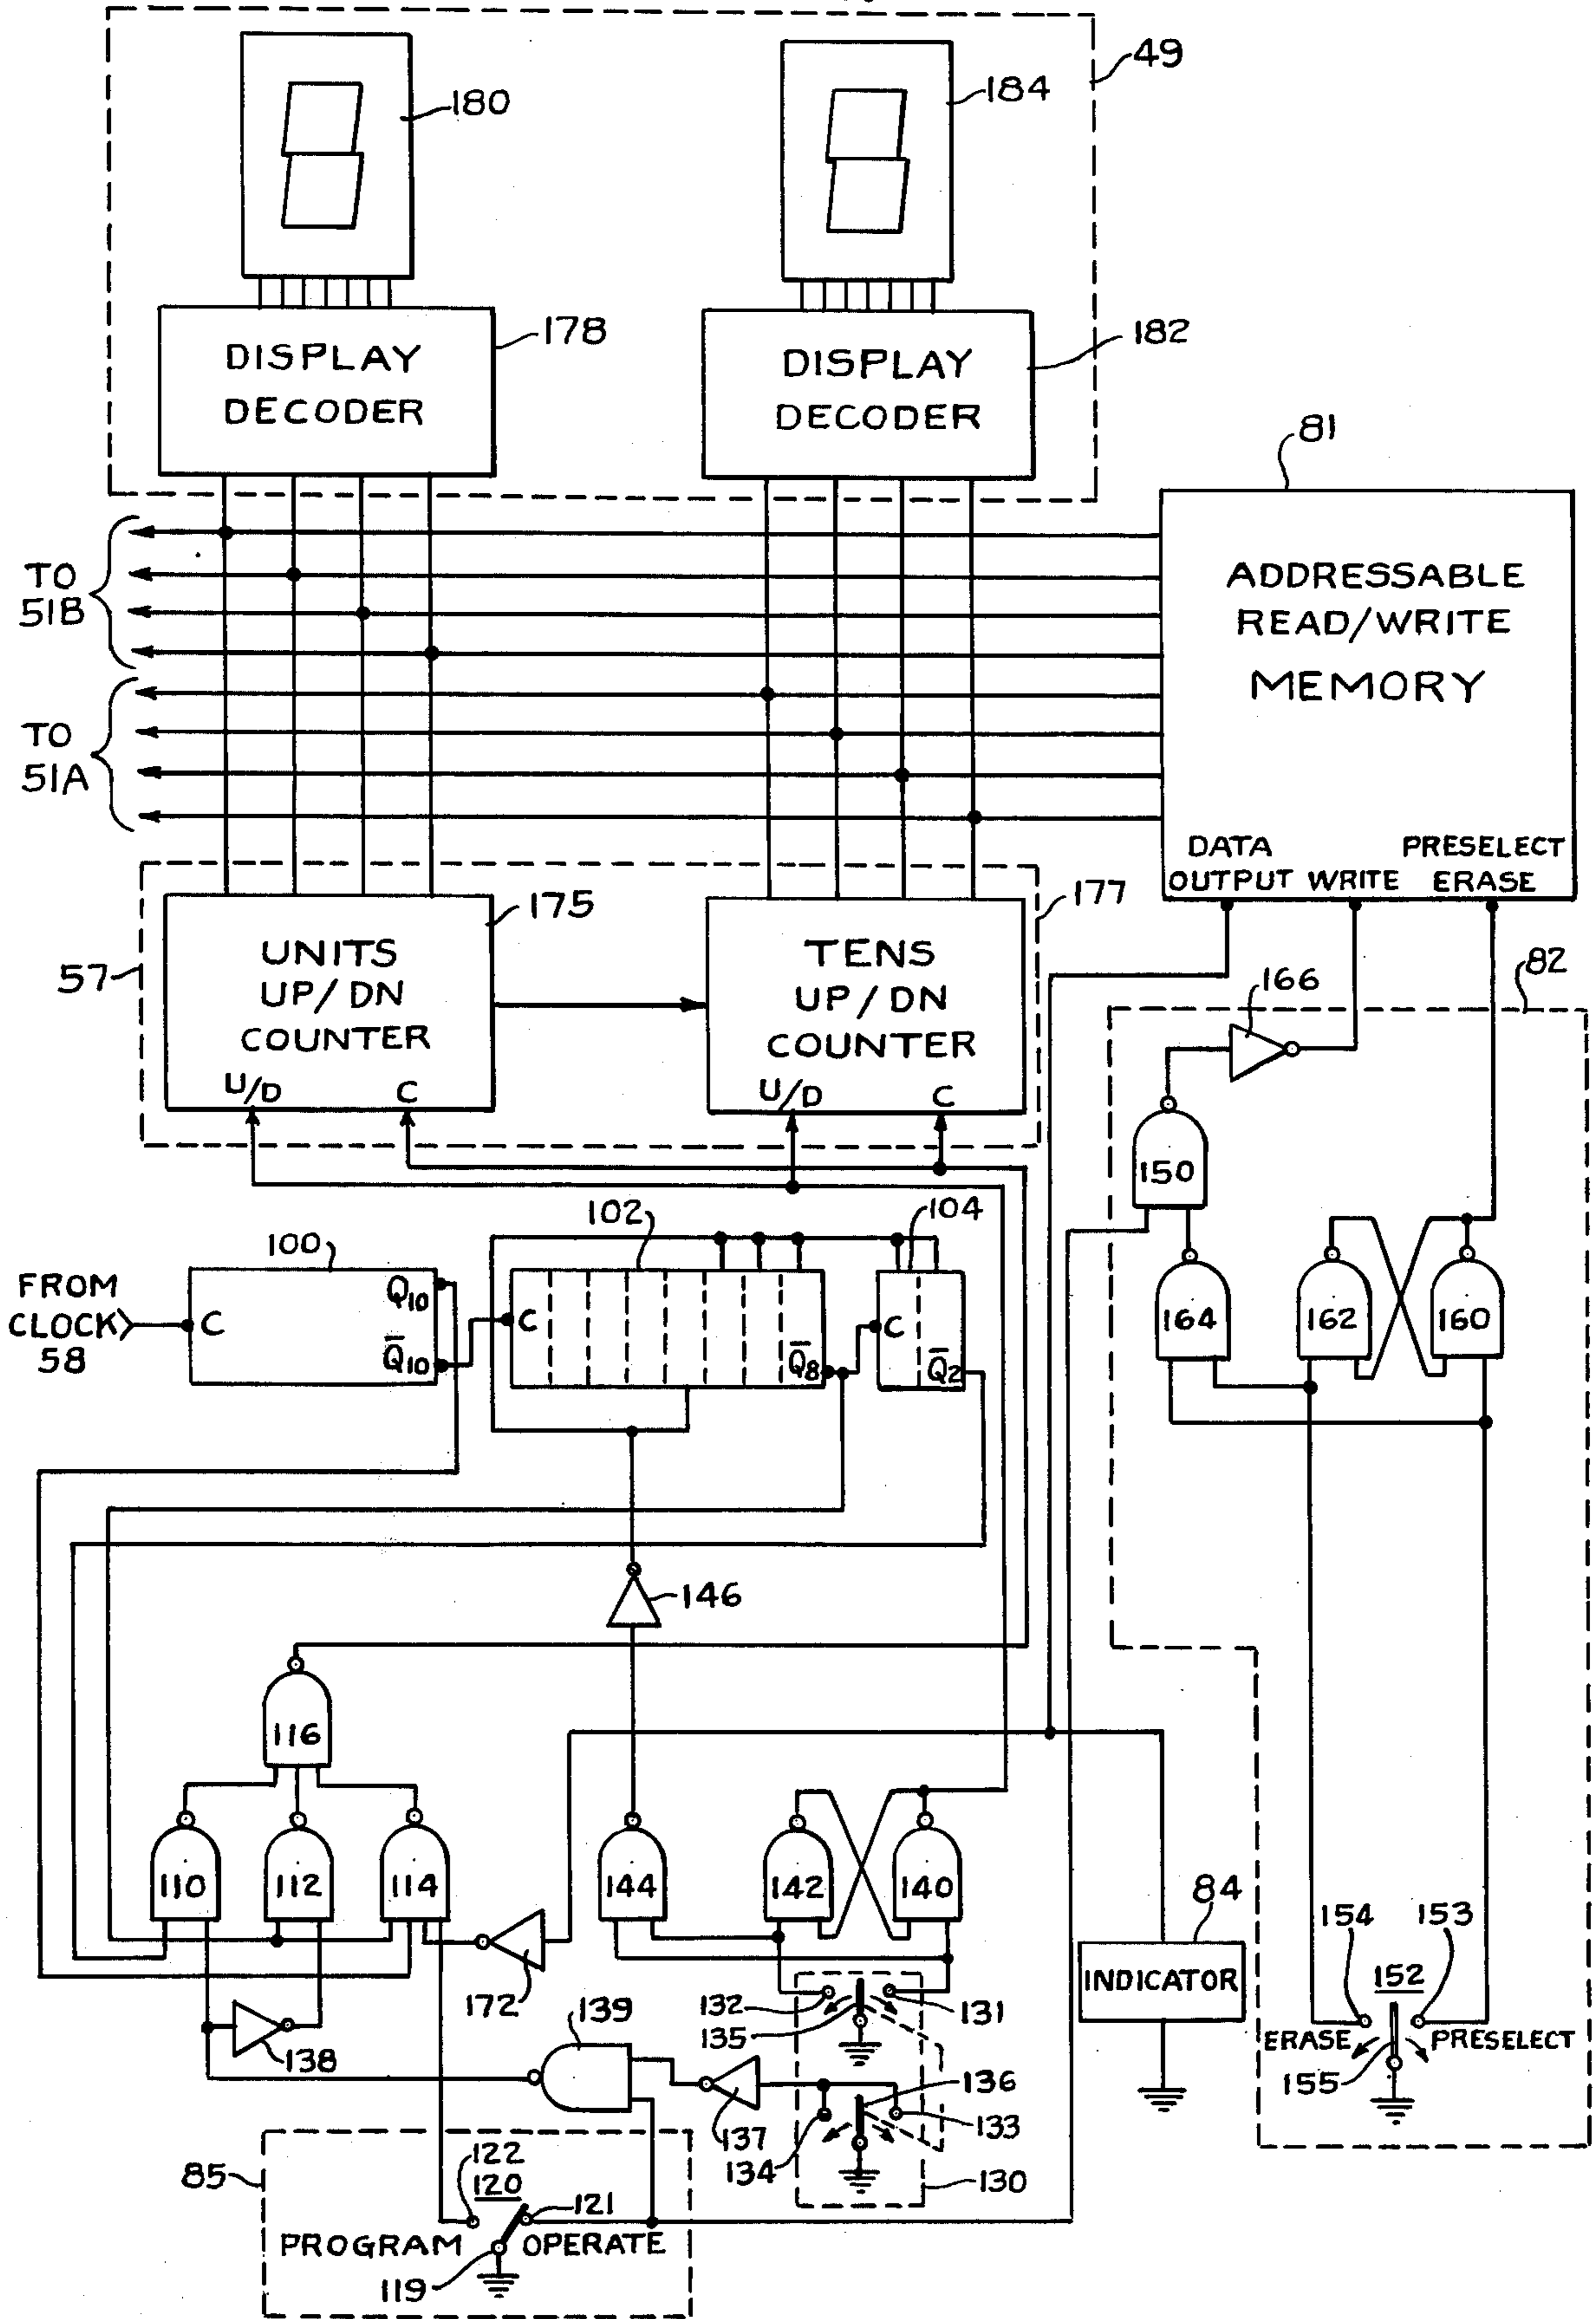 49
180
184
DISPLAY
DECODER
178
DISPLAY
DECODER
182
81
TO
51B
ADDRESSABLE
READ/WRITE
MEMORY
TO
51A
DATA
OUTPUT
WRITE
PRESELECT
ERASE
57
175
UNITS
UP/DN
COUNTER
U/D
C
177
TENS
UP/DN
COUNTER
U/D
C
82
166
150
FROM
CLOCK
58
100
C
Q10
Q̅10
102
C
Q̅8
104
C
Q̅2
164
162
160
146
116
110
112
114
144
142
140
172
84
INDICATOR
154
153
152
ERASE
PRESELECT
155
132
131
135
138
139
137
136
134
133
130
85
122
120
121
PROGRAM
OPERATE
119